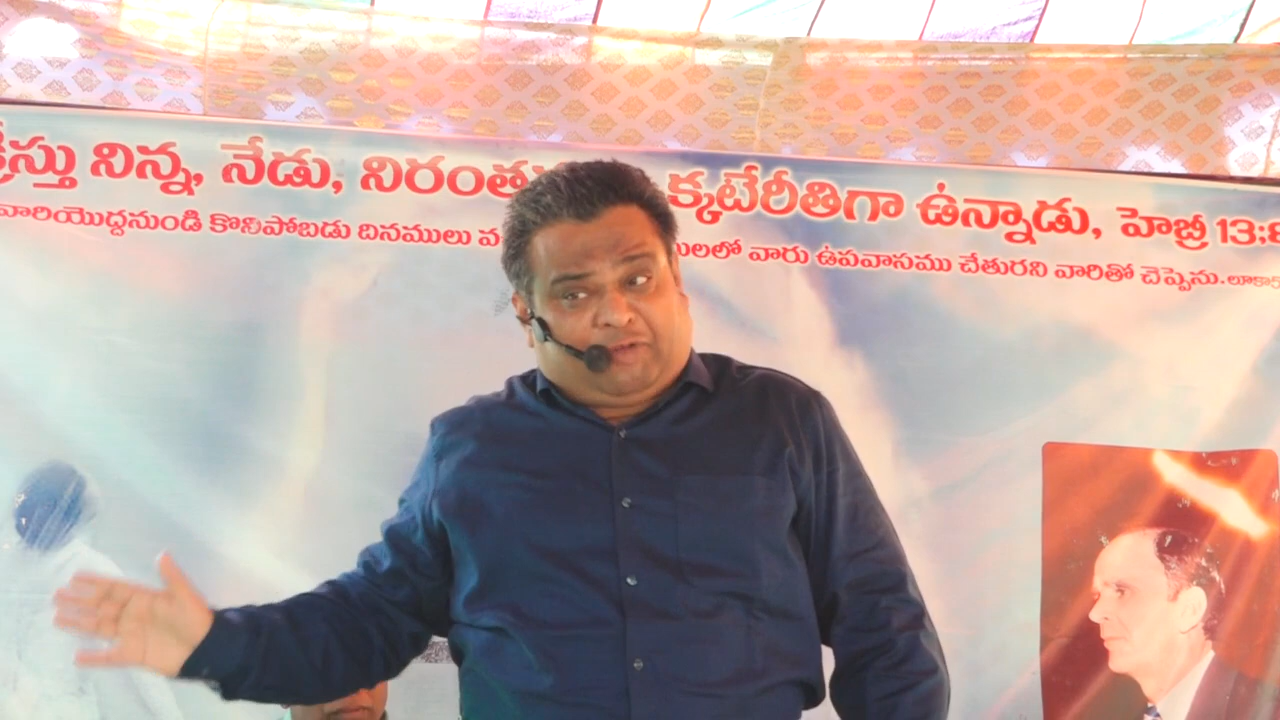 క్రీస్తు నిన్న, నేడు, నిరంత క్కటేరీతిగా ఉన్నాడు, హెబ్రీ 13:8
వారియొద్దనుండి కొనిపోబడు దినములు వ ములలో వారు ఉపవాసము చేతురని వారితో చెప్పెను. లూకా